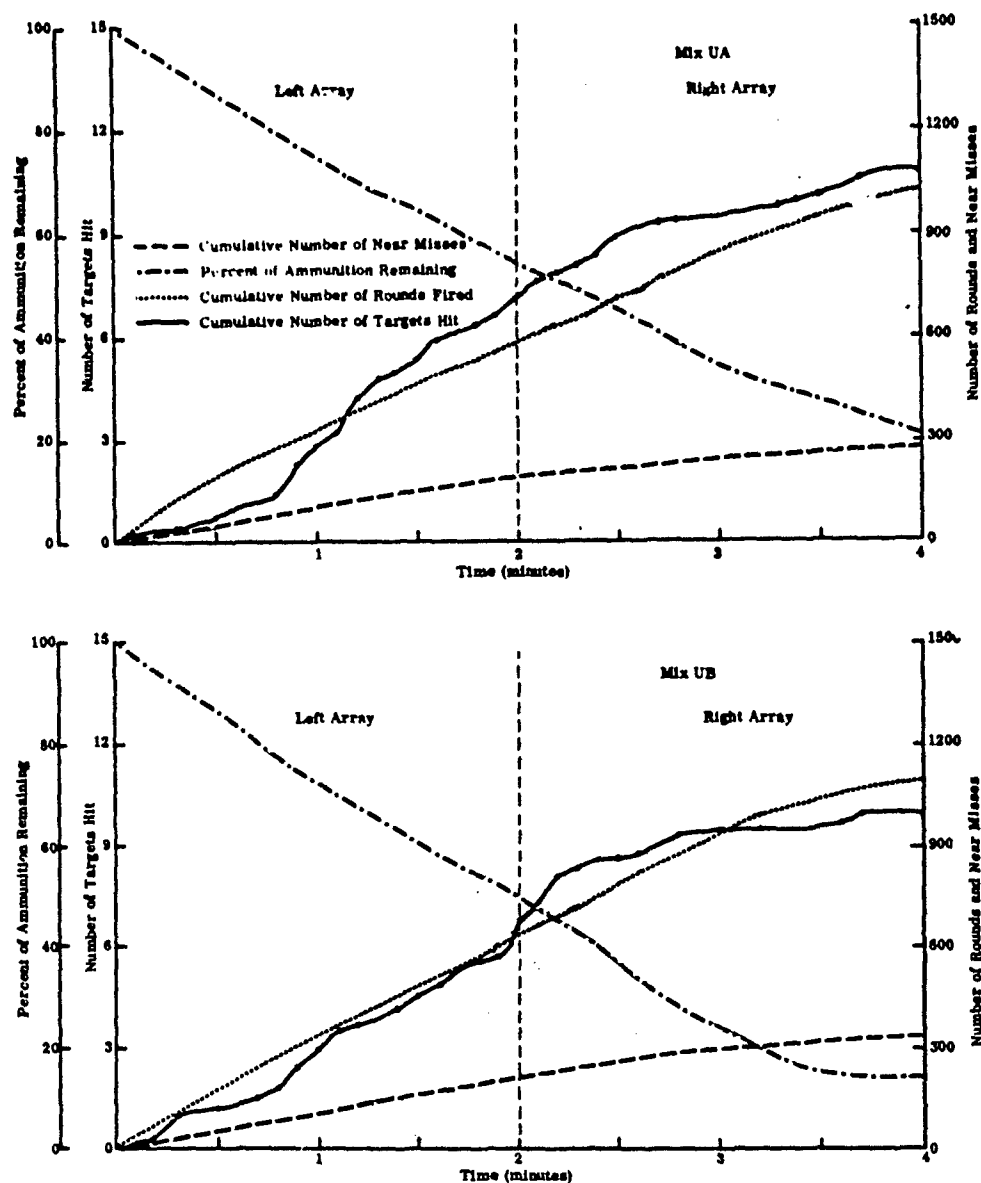 Mix UA
Left Array
Right Array
Percent of Ammunition Remaining
100
80
60
40
20
0
Number of Targets Hit
15
12
9
6
3
0
Cumulative Number of Near Misses
Percent of Ammunition Remaining
Cumulative Number of Rounds Fired
Cumulative Number of Targets Hit
Number of Rounds and Near Misses
1500
1200
900
600
300
0
1 2 3 4
Time (minutes)
Mix UB
Left Array
Right Array
Percent of Ammunition Remaining
100
80
60
40
20
0
Number of Targets Hit
15
12
9
6
3
0
Number of Rounds and Near Misses
1500
1200
900
600
300
0
1 2 3 4
Time (minutes)